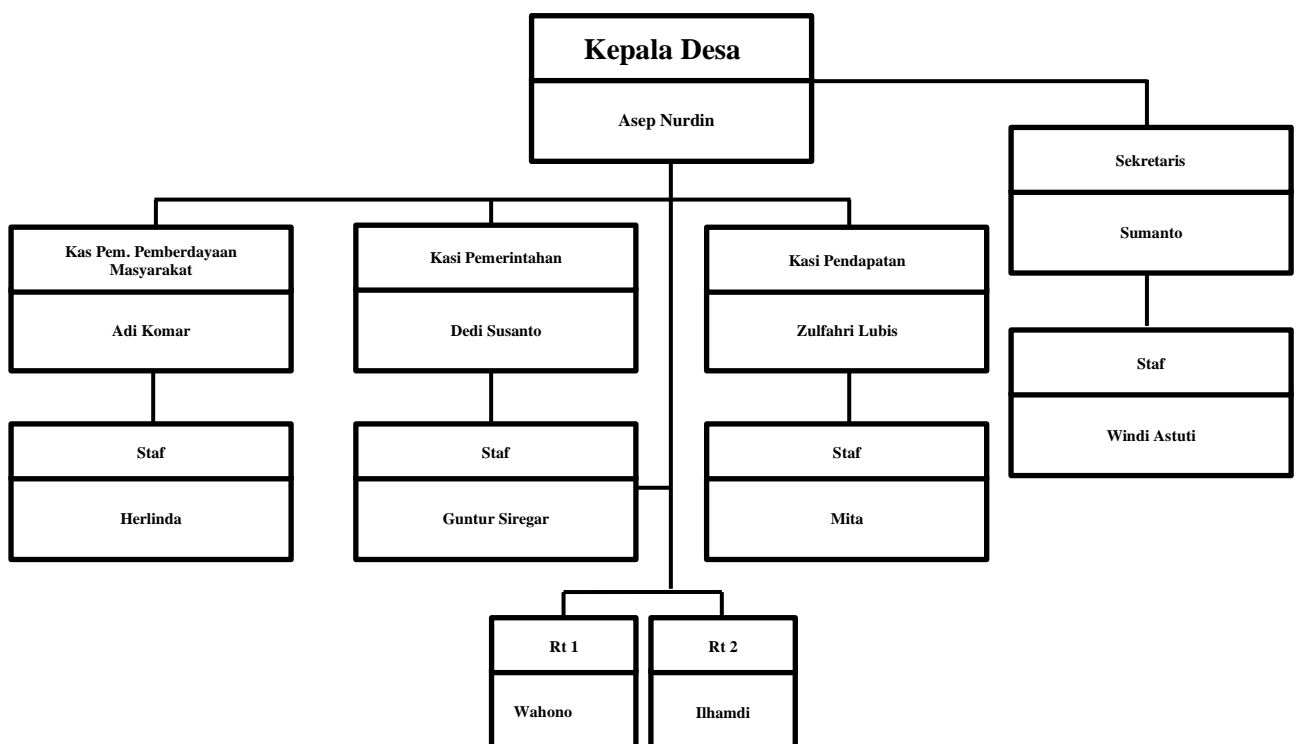 Kepala Desa
Asep Nurdin
Sekretaris
Sumanto
Kas Pem. Pemberdayaan
Masyarakat
Adi Komar
Kasi Pemerintahan
Dedi Susanto
Kasi Pendapatan
Zulfahri Lubis
Staf
Windi Astuti
Staf
Herlinda
Staf
Guntur Siregar
Staf
Mita
Rt 1
Wahono
Rt 2
Ilhamdi